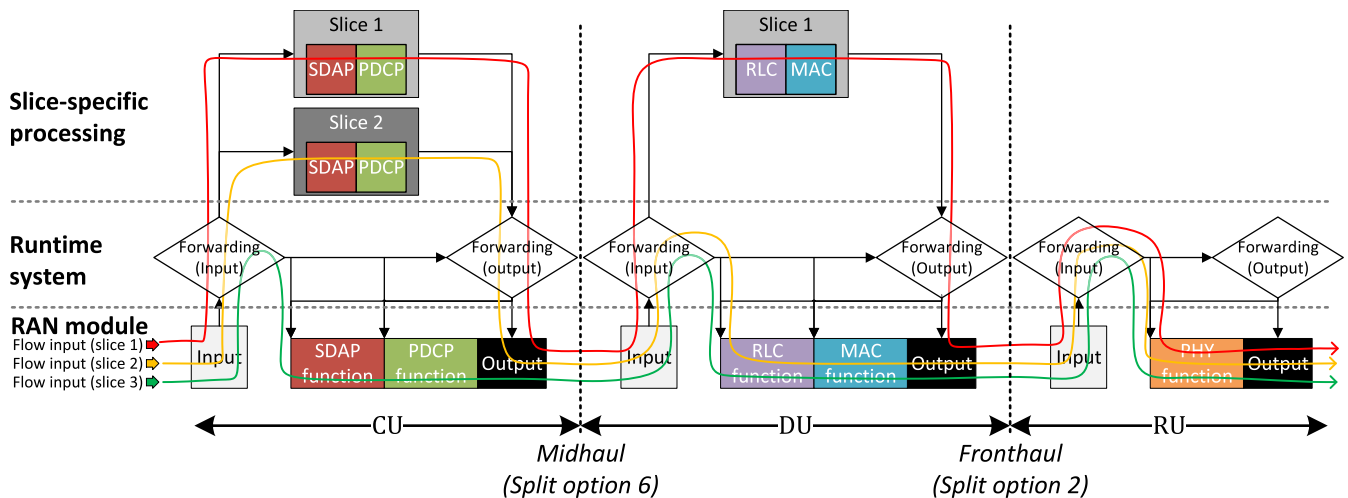 Slice 1
SDAP PDCP
Slice 2
SDAP PDCP
Slice 1
RLC MAC
Slice-specific
processing
Runtime
system
Forwarding
(Input)
Forwarding
(output)
Forwarding
(Input)
Forwarding
(Output)
Forwarding
(Input)
Forwarding
(Output)
RAN module
Flow input (slice 1)
Flow input (slice 2)
Flow input (slice 3)
Input
SDAP
function
PDCP
function
Output
Input
RLC
function
MAC
function
Output
Input
PHY
function
Output
CU
DU
RU
Midhaul
(Split option 6)
Fronthaul
(Split option 2)